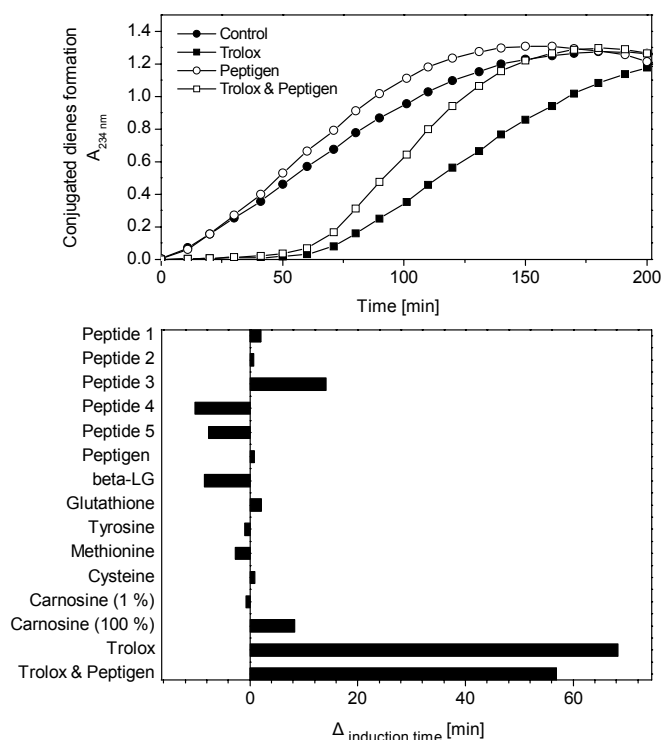 Conjugated dienes formation
A234 nm
1.4
1.2
1.0
0.8
0.6
0.4
0.2
0.0
Control
Trolox
Peptigen
Trolox & Peptigen
0 50 100 150 200
Time [min]
Peptide 1
Peptide 2
Peptide 3
Peptide 4
Peptide 5
Peptigen
beta-LG
Glutathione
Tyrosine
Methionine
Cysteine
Carnosine (1 %)
Carnosine (100 %)
Trolox
Trolox & Peptigen
0 20 40 60
Δ induction time [min]